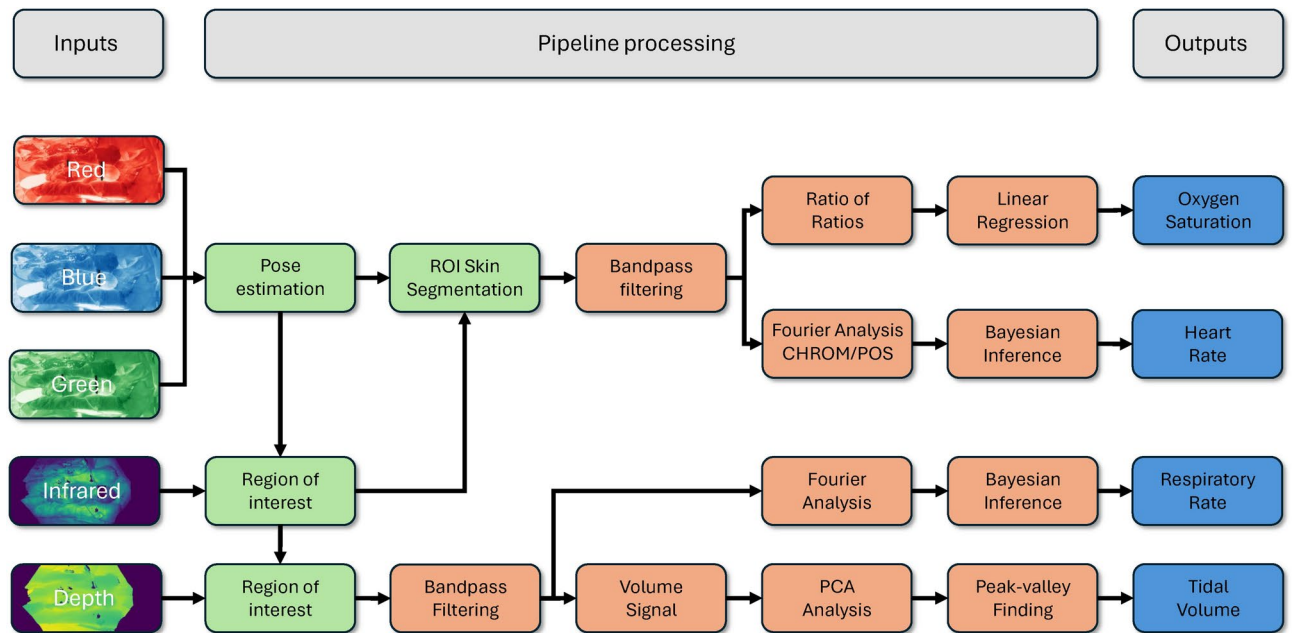 Inputs
Pipeline processing
Outputs
Red
Blue
Green
Infrared
Depth
Pose
estimation
ROI Skin
Segmentation
Bandpass
filtering
Ratio of
Ratios
Linear
Regression
Oxygen
Saturation
Fourier Analysis
CHROM/POS
Bayesian
Inference
Heart
Rate
Region of
interest
Fourier
Analysis
Bayesian
Inference
Respiratory
Rate
Region of
interest
Bandpass
Filtering
Volume
Signal
PCA
Analysis
Peak-valley
Finding
Tidal
Volume